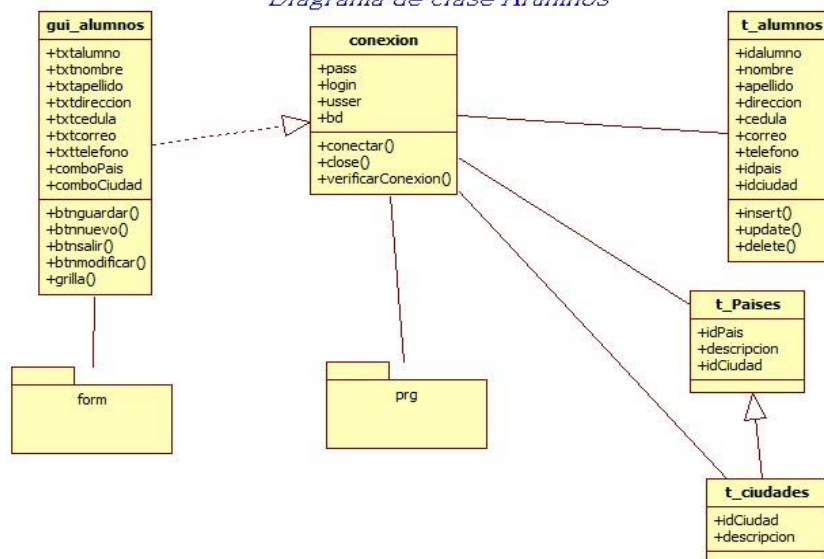 Diagrama de clase Alumnos
gui_alumnos
+txtalumno
+txtnombre
+txtapellido
+txtdireccion
+txtcedula
+txtcorreo
+txttelefono
+comboPais
+comboCiudad
+btnguardar()
+btnnuevo()
+btnsalir()
+btnmodificar()
+grilla()
conexion
+pass
+login
+usser
+bd
+conectar()
+close()
+verificarConexion()
t_alumnos
+idalumno
+nombre
+apellido
+direccion
+cedula
+correo
+telefono
+idpais
+idciudad
+insert()
+update()
+delete()
t_Paises
+idPais
+descripcion
+idCiudad
form
prg
t_ciudades
+idCiudad
+descripcion